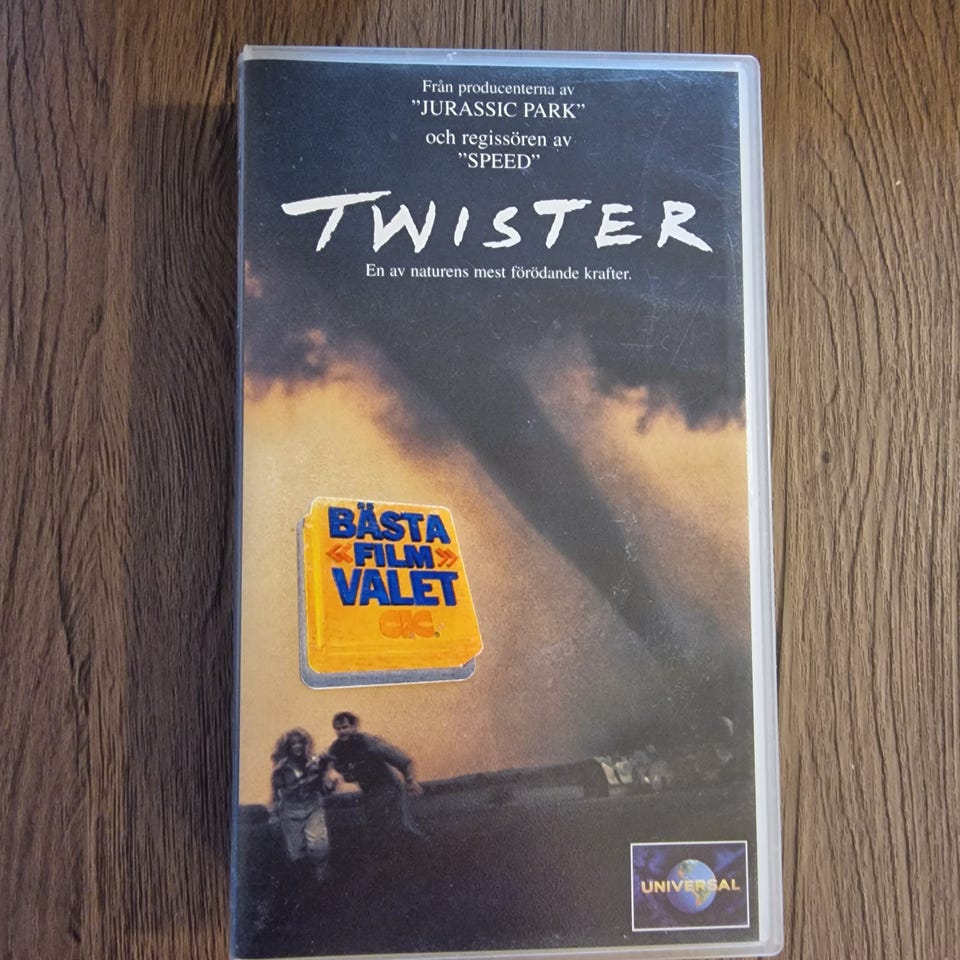 Från producenterna av
”JURASSIC PARK”
och regissören av
”SPEED”
TWISTER
En av naturens mest förödande krafter.
BÄSTA
«FILM»
VALET
CIC
UNIVERSAL